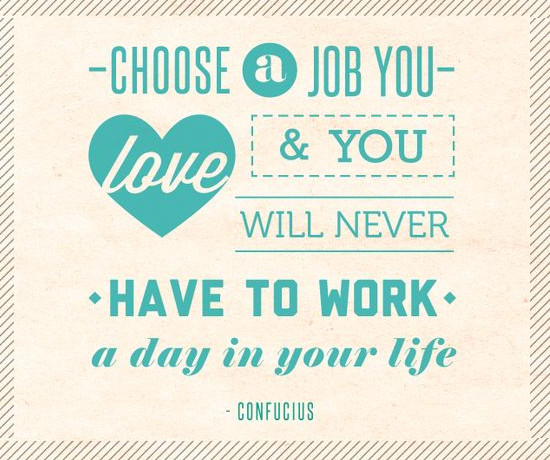 -CHOOSE a JOB YOU-
love & YOU
WILL NEVER
HAVE TO WORK
a day in your life
- CONFUCIUS